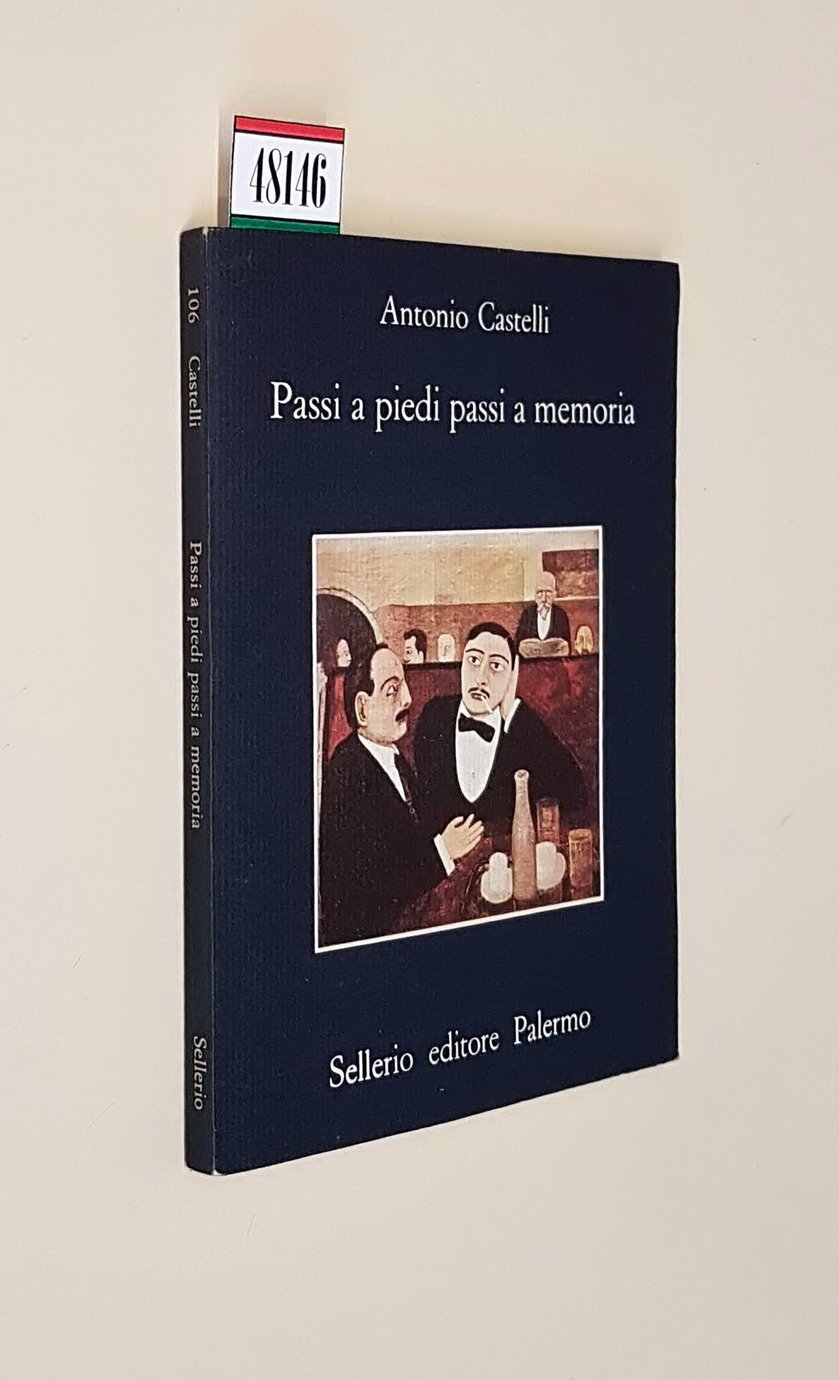 48146
Antonio Castelli
Passi a piedi passi a memoria
Sellerio editore Palermo
106 Castelli Passi a piedi passi a memoria Sellerio